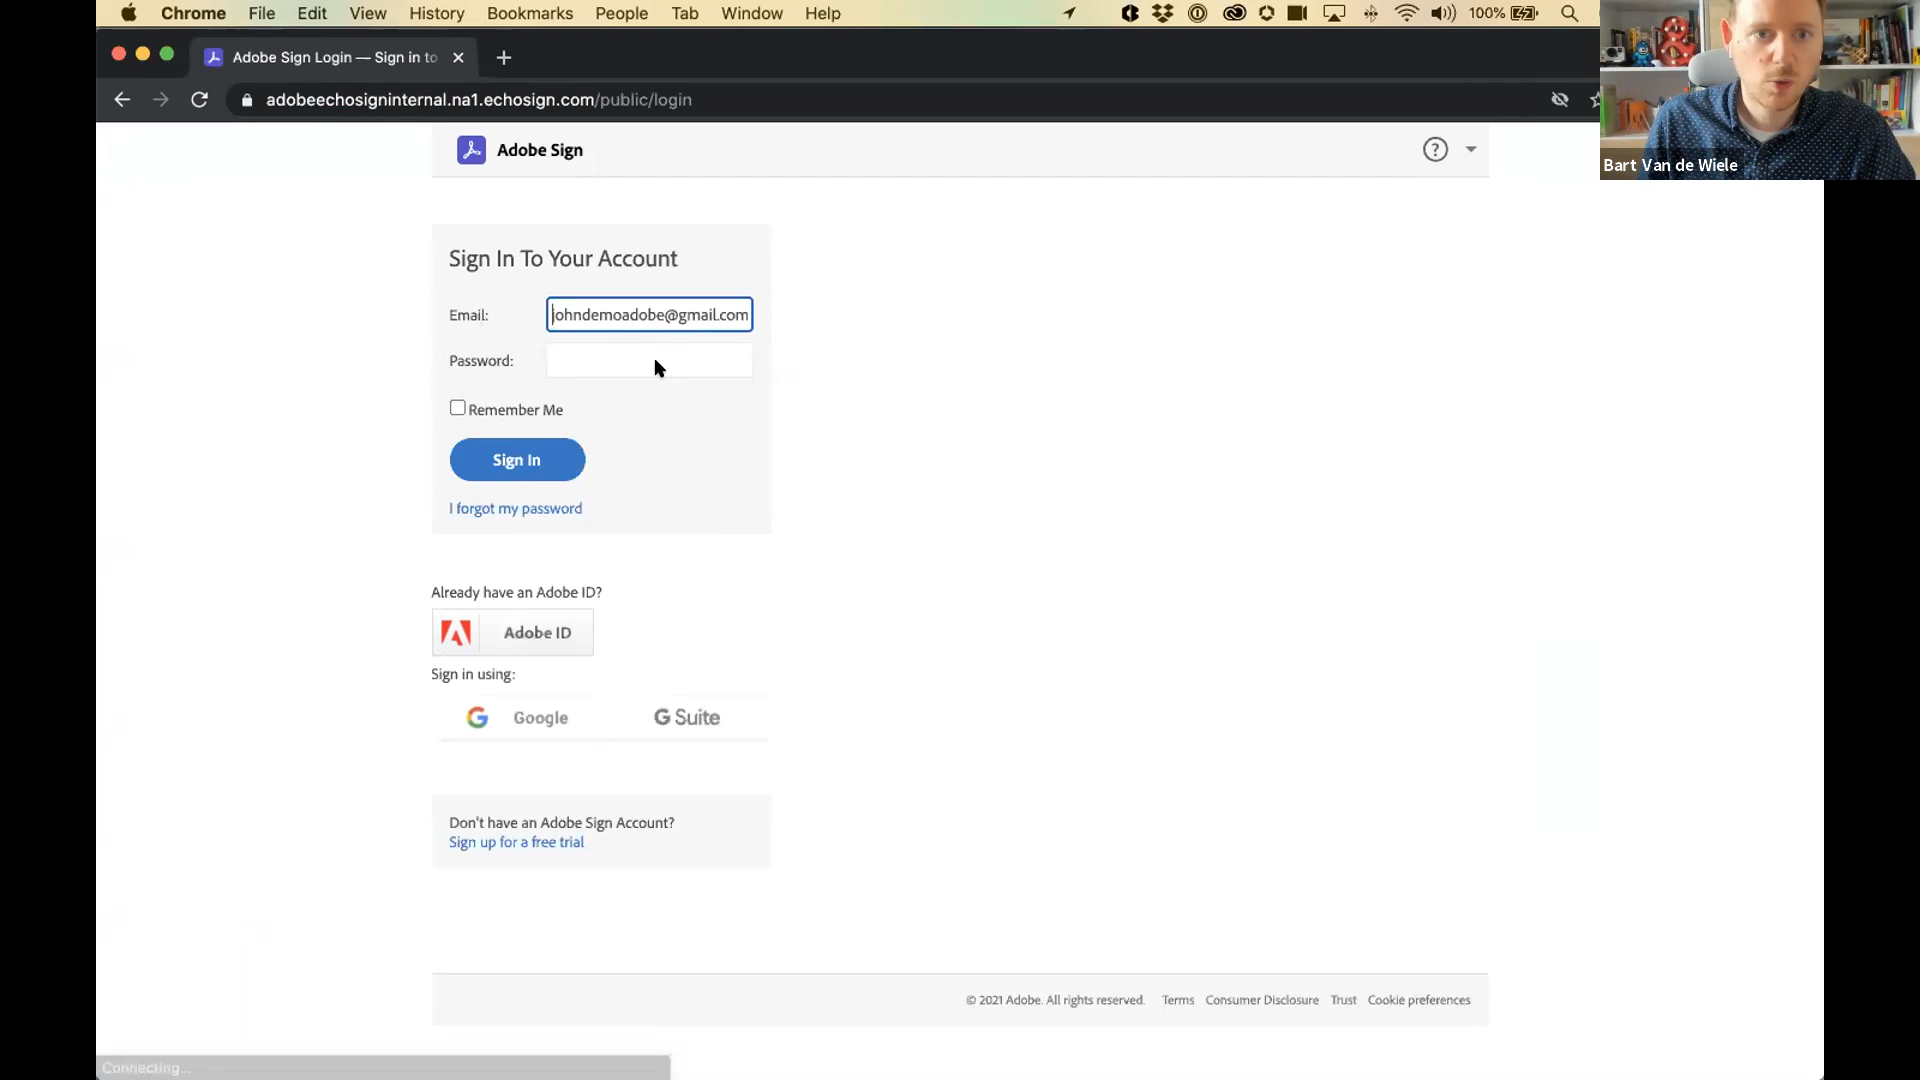 Chrome File Edit View History Bookmarks People Tab Window Help 100%
Adobe Sign Login — Sign in to
adobeechosigninternal.na1.echosign.com/public/login
Bart Van de Wiele
Adobe Sign
Sign In To Your Account
Email: johndemoadobe@gmail.com
Password:
Remember Me
Sign In
I forgot my password
Already have an Adobe ID?
Adobe ID
Sign in using:
Google G Suite
Don't have an Adobe Sign Account?
Sign up for a free trial
© 2021 Adobe. All rights reserved. Terms Consumer Disclosure Trust Cookie preferences
Connecting...